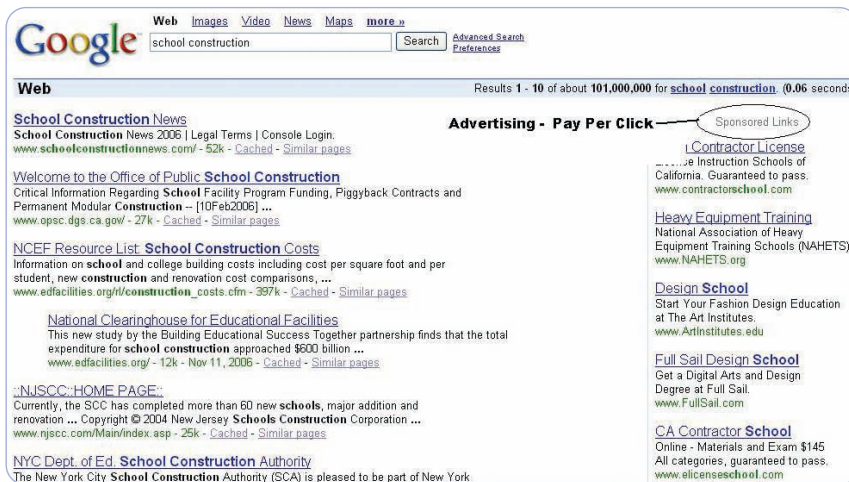 Google™
Web Images Video News Maps more »
school construction
Search
Advanced Search
Preferences
Web
Results 1 - 10 of about 101,000,000 for school construction. (0.06 seconds
School Construction News
School Construction News 2006 | Legal Terms | Console Login.
www.schoolconstructionnews.com/ - 52k - Cached - Similar pages
Welcome to the Office of Public School Construction
Critical Information Regarding School Facility Program Funding, Piggyback Contracts and
Permanent Modular Construction -- [10Feb2006] ...
www.opsc.dgs.ca.gov/ - 27k - Cached - Similar pages
NCEF Resource List: School Construction Costs
Information on school and college building costs including cost per square foot and per
student, new construction and renovation cost comparisons, ...
www.edfacilities.org/rl/construction_costs.cfm - 397k - Cached - Similar pages
National Clearinghouse for Educational Facilities
This new study by the Building Educational Success Together partnership finds that the total
expenditure for school construction approached $600 billion ...
www.edfacilities.org/ - 12k - Nov 11, 2006 - Cached - Similar pages
::NJSCC::HOME PAGE::
Currently, the SCC has completed more than 60 new schools, major addition and
renovation ... Copyright © 2004 New Jersey Schools Construction Corporation ...
www.njscc.com/Main/index.asp - 25k - Cached - Similar pages
NYC Dept. of Ed. School Construction Authority
The New York City School Construction Authority (SCA) is pleased to be part of New York
Advertising - Pay Per Click
Sponsored Links
Contractor License
Instruction Schools of
California. Guaranteed to pass.
www.contractorschool.com
Heavy Equipment Training
National Association of Heavy
Equipment Training Schools (NAHETS)
www.NAHETS.org
Design School
Start Your Fashion Design Education
at The Art Institutes.
www.ArtInstitutes.edu
Full Sail Design School
Get a Digital Arts and Design
Degree at Full Sail.
www.FullSail.com
CA Contractor School
Online - Materials and Exam $145
All categories, guaranteed to pass.
www.elicenseschool.com